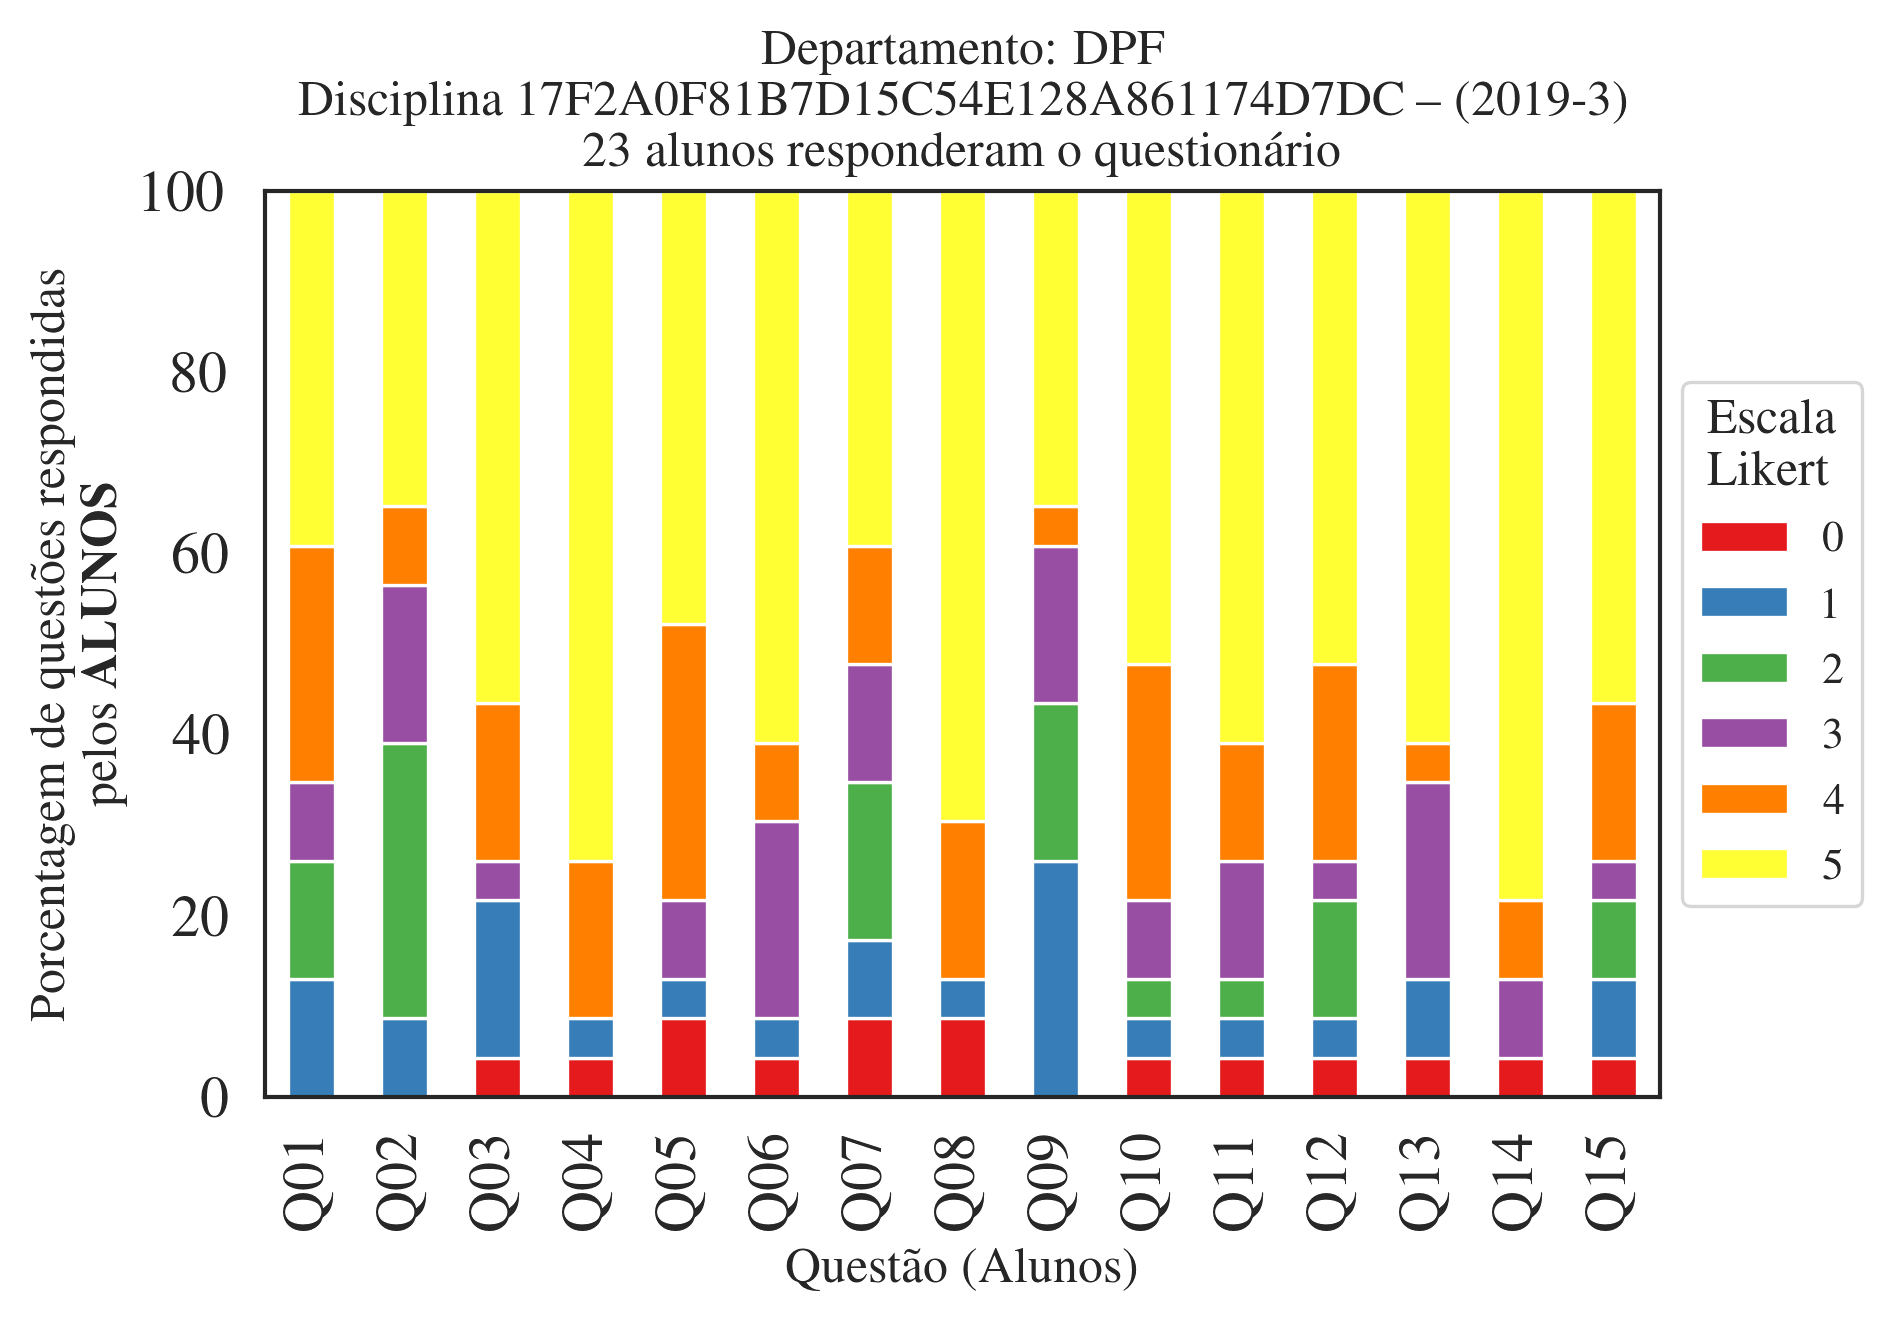 Departamento: DPF
Disciplina 17F2A0F81B7D15C54E128A861174D7DC – (2019-3)
23 alunos responderam o questionário
100
80
60
40
20
0
Porcentagem de questões respondidas
pelos ALUNOS
Q01
Q02
Q03
Q04
Q05
Q06
Q07
Q08
Q09
Q10
Q11
Q12
Q13
Q14
Q15
Questão (Alunos)
Escala
Likert
0
1
2
3
4
5